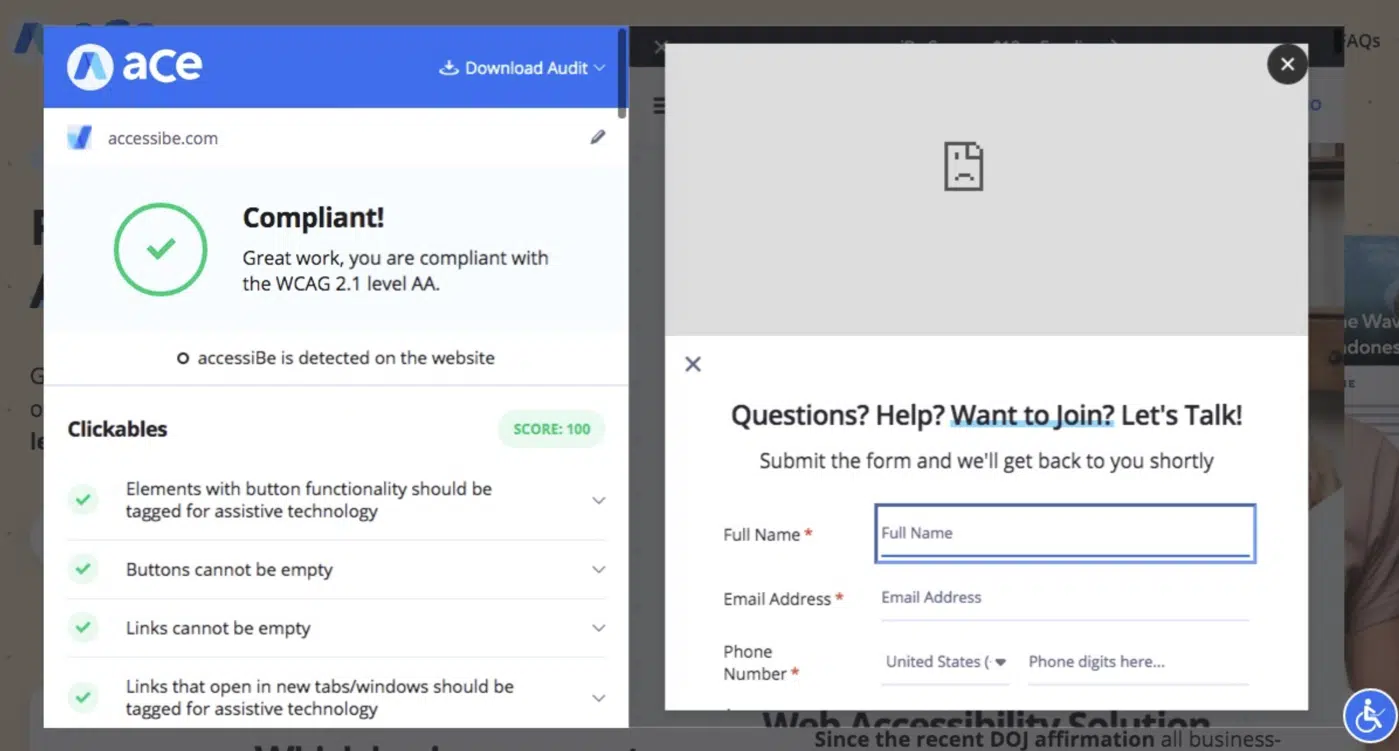 ace
Download Audit
accessibe.com
Compliant!
Great work, you are compliant with
the WCAG 2.1 level AA.
accessiBe is detected on the website
Clickables
SCORE: 100
Elements with button functionality should be
tagged for assistive technology
Buttons cannot be empty
Links cannot be empty
Links that open in new tabs/windows should be
tagged for assistive technology
FAQs
Questions? Help? Want to Join? Let's Talk!
Submit the form and we'll get back to you shortly
Full Name *
Full Name
Email Address *
Email Address
Phone
Number *
United States (
Phone digits here...
Web Accessibility Solution
Since the recent DOJ affirmation all business-